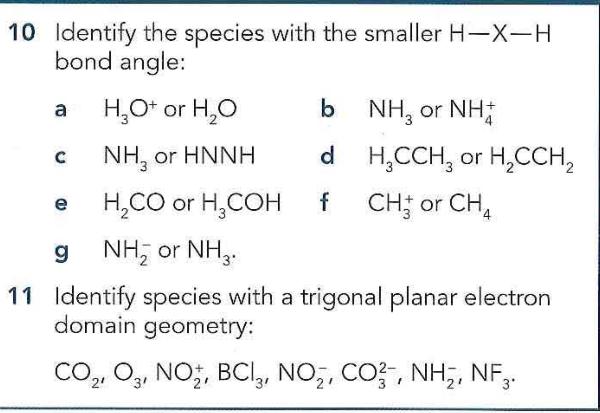 10 Identify the species with the smaller H—X—H
bond angle:
a H₃O⁺ or H₂O b NH₃ or NH₄⁺
c NH₃ or HNNH d H₃CCH₃ or H₂CCH₂
e H₂CO or H₃COH f CH₃⁺ or CH₄
g NH₂⁻ or NH₃.
11 Identify species with a trigonal planar electron
domain geometry:
CO₂, O₃, NO₂⁺, BCl₃, NO₂⁻, CO₃²⁻, NH₂⁻, NF₃.